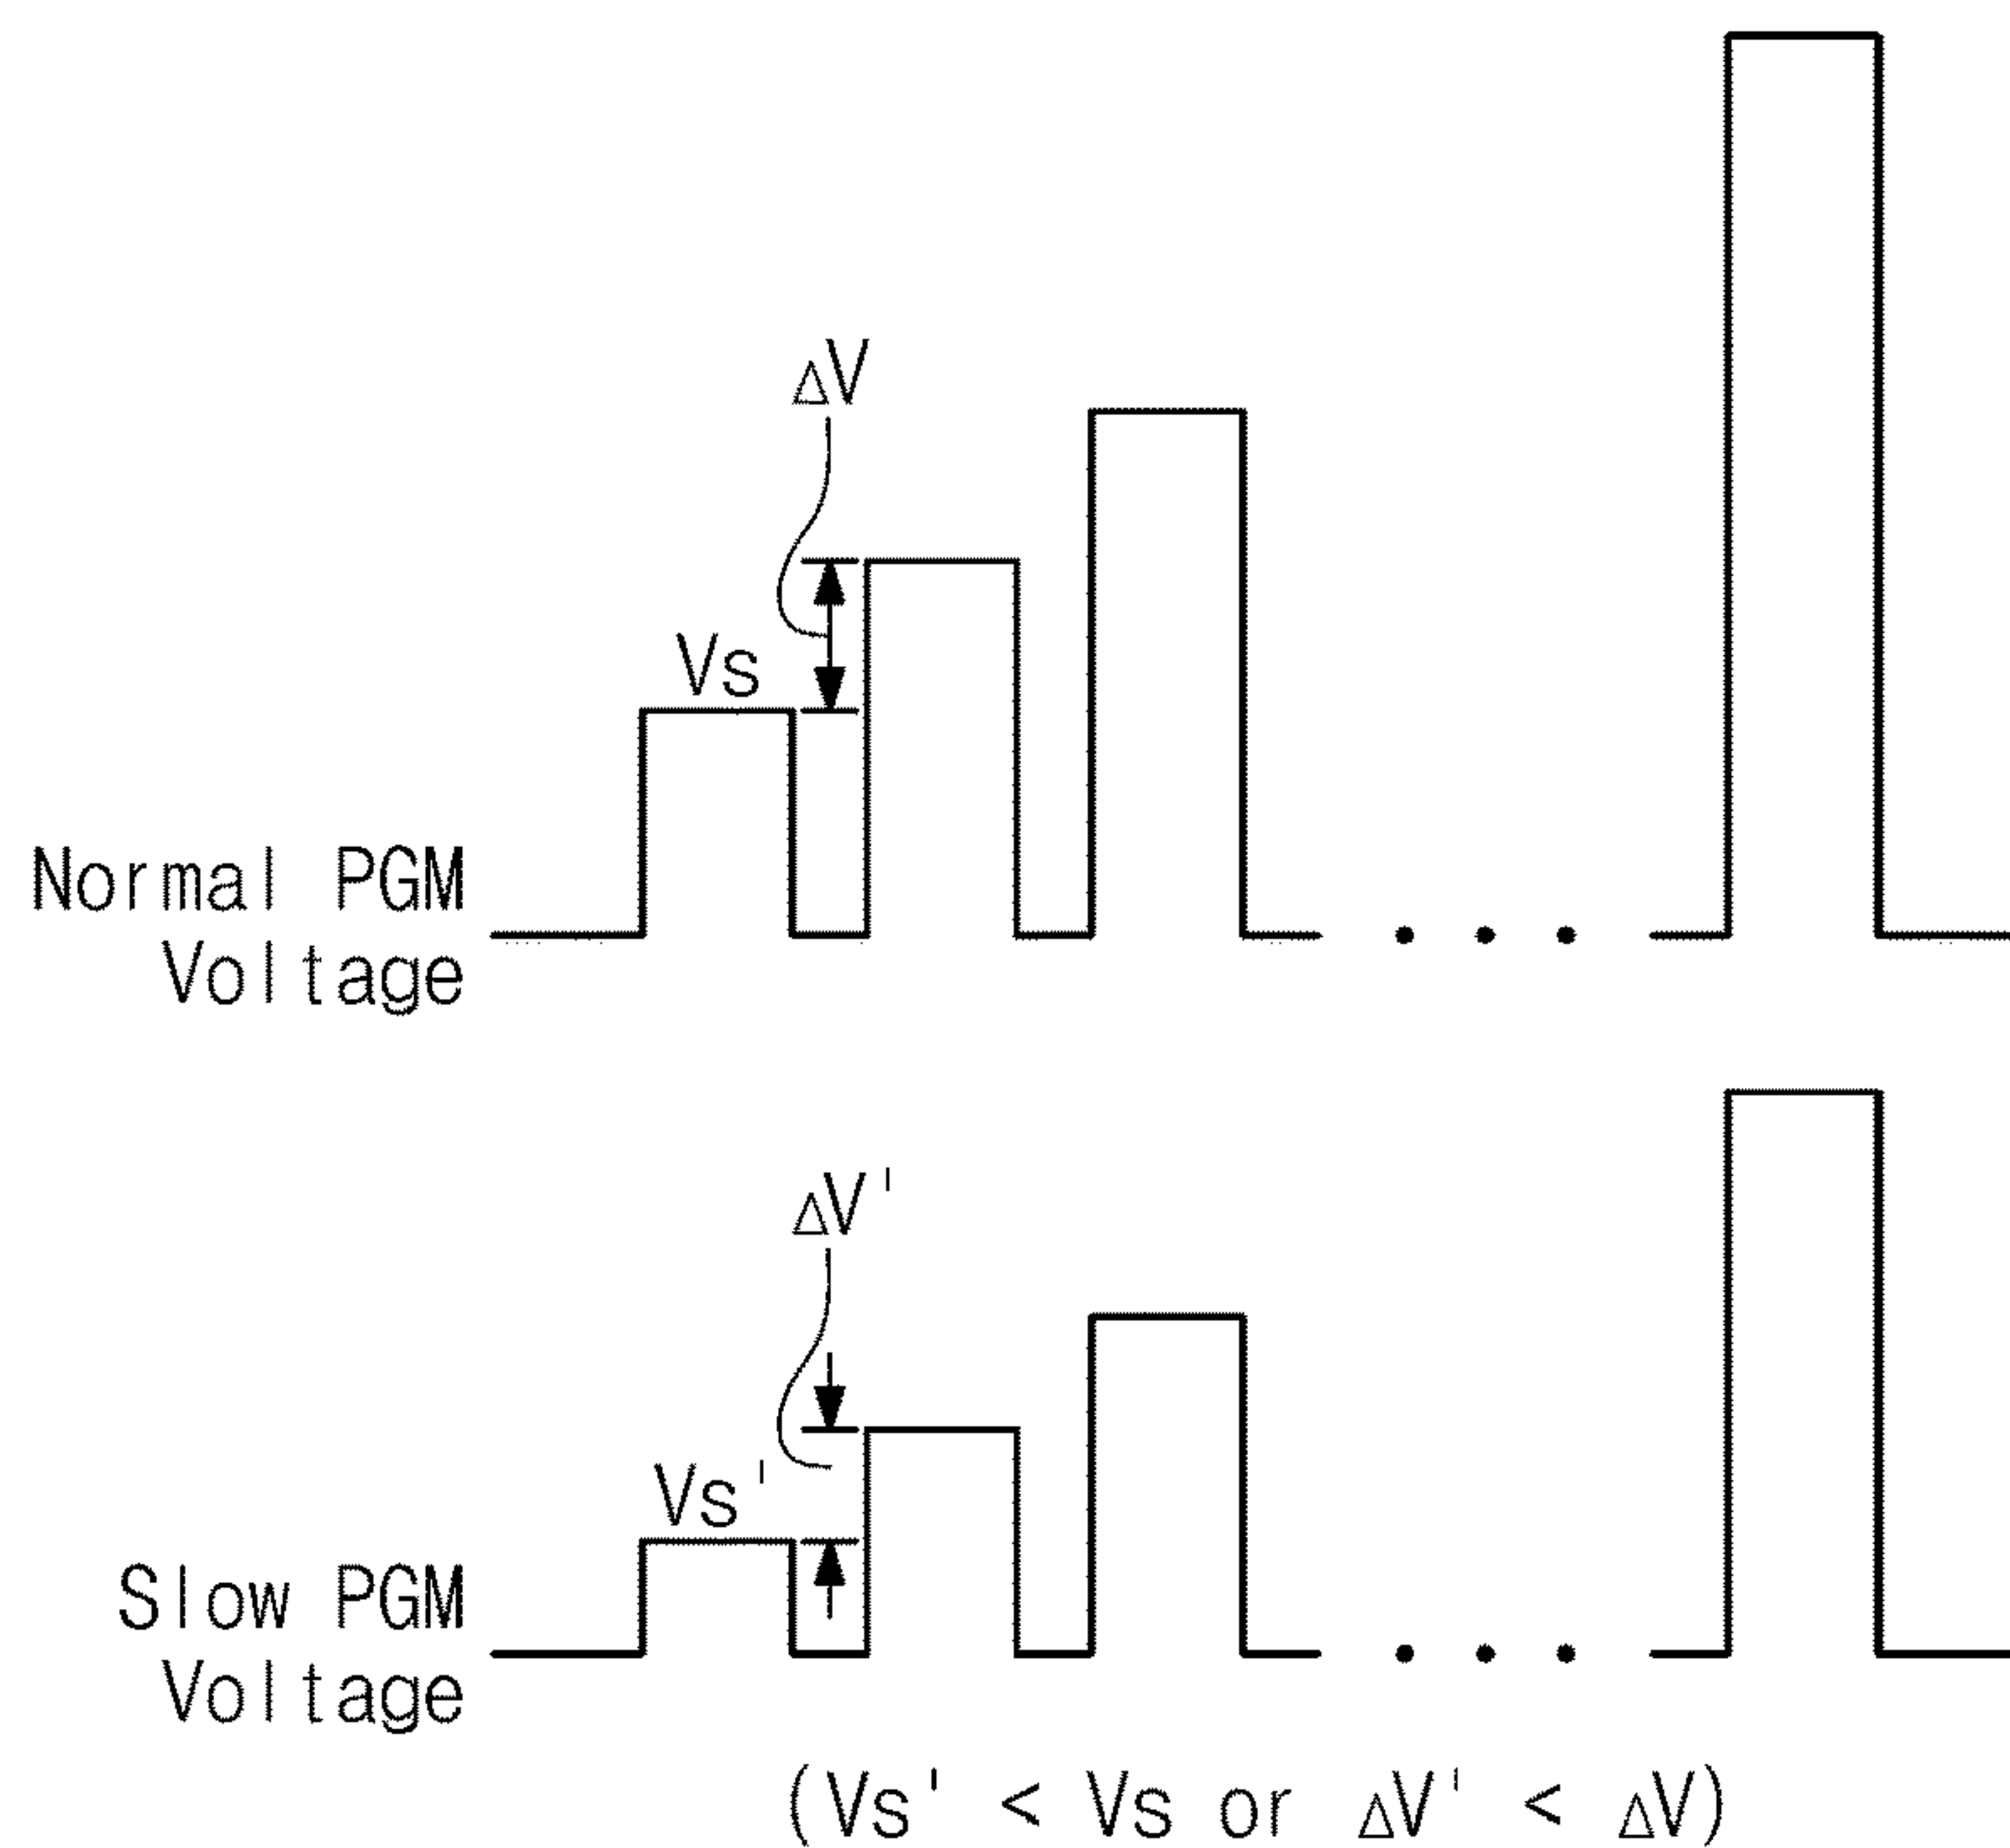 ΔV
Vs
Normal PGM
Voltage
ΔV'
Vs'
Slow PGM
Voltage
(Vs' < Vs or ΔV' < ΔV)